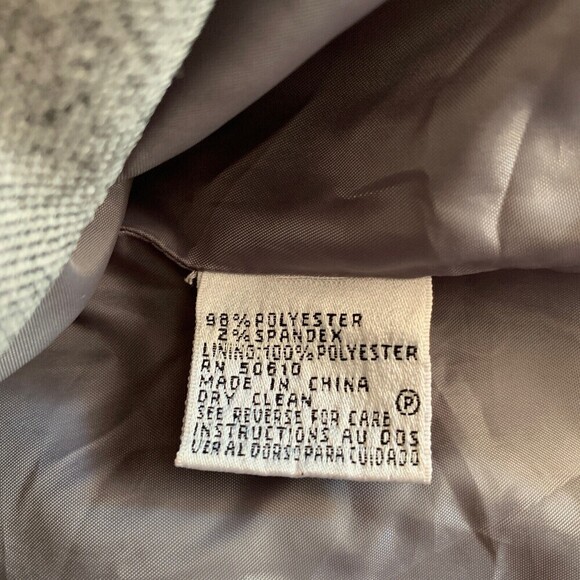 98% POLYESTER
2% SPANDEX
LINING:100% POLYESTER
RN 50610
MADE IN CHINA
DRY CLEAN Ⓟ
SEE REVERSE FOR CARE
INSTRUCTIONS AU DOS
VER AL DORSO PARA CUIDADO